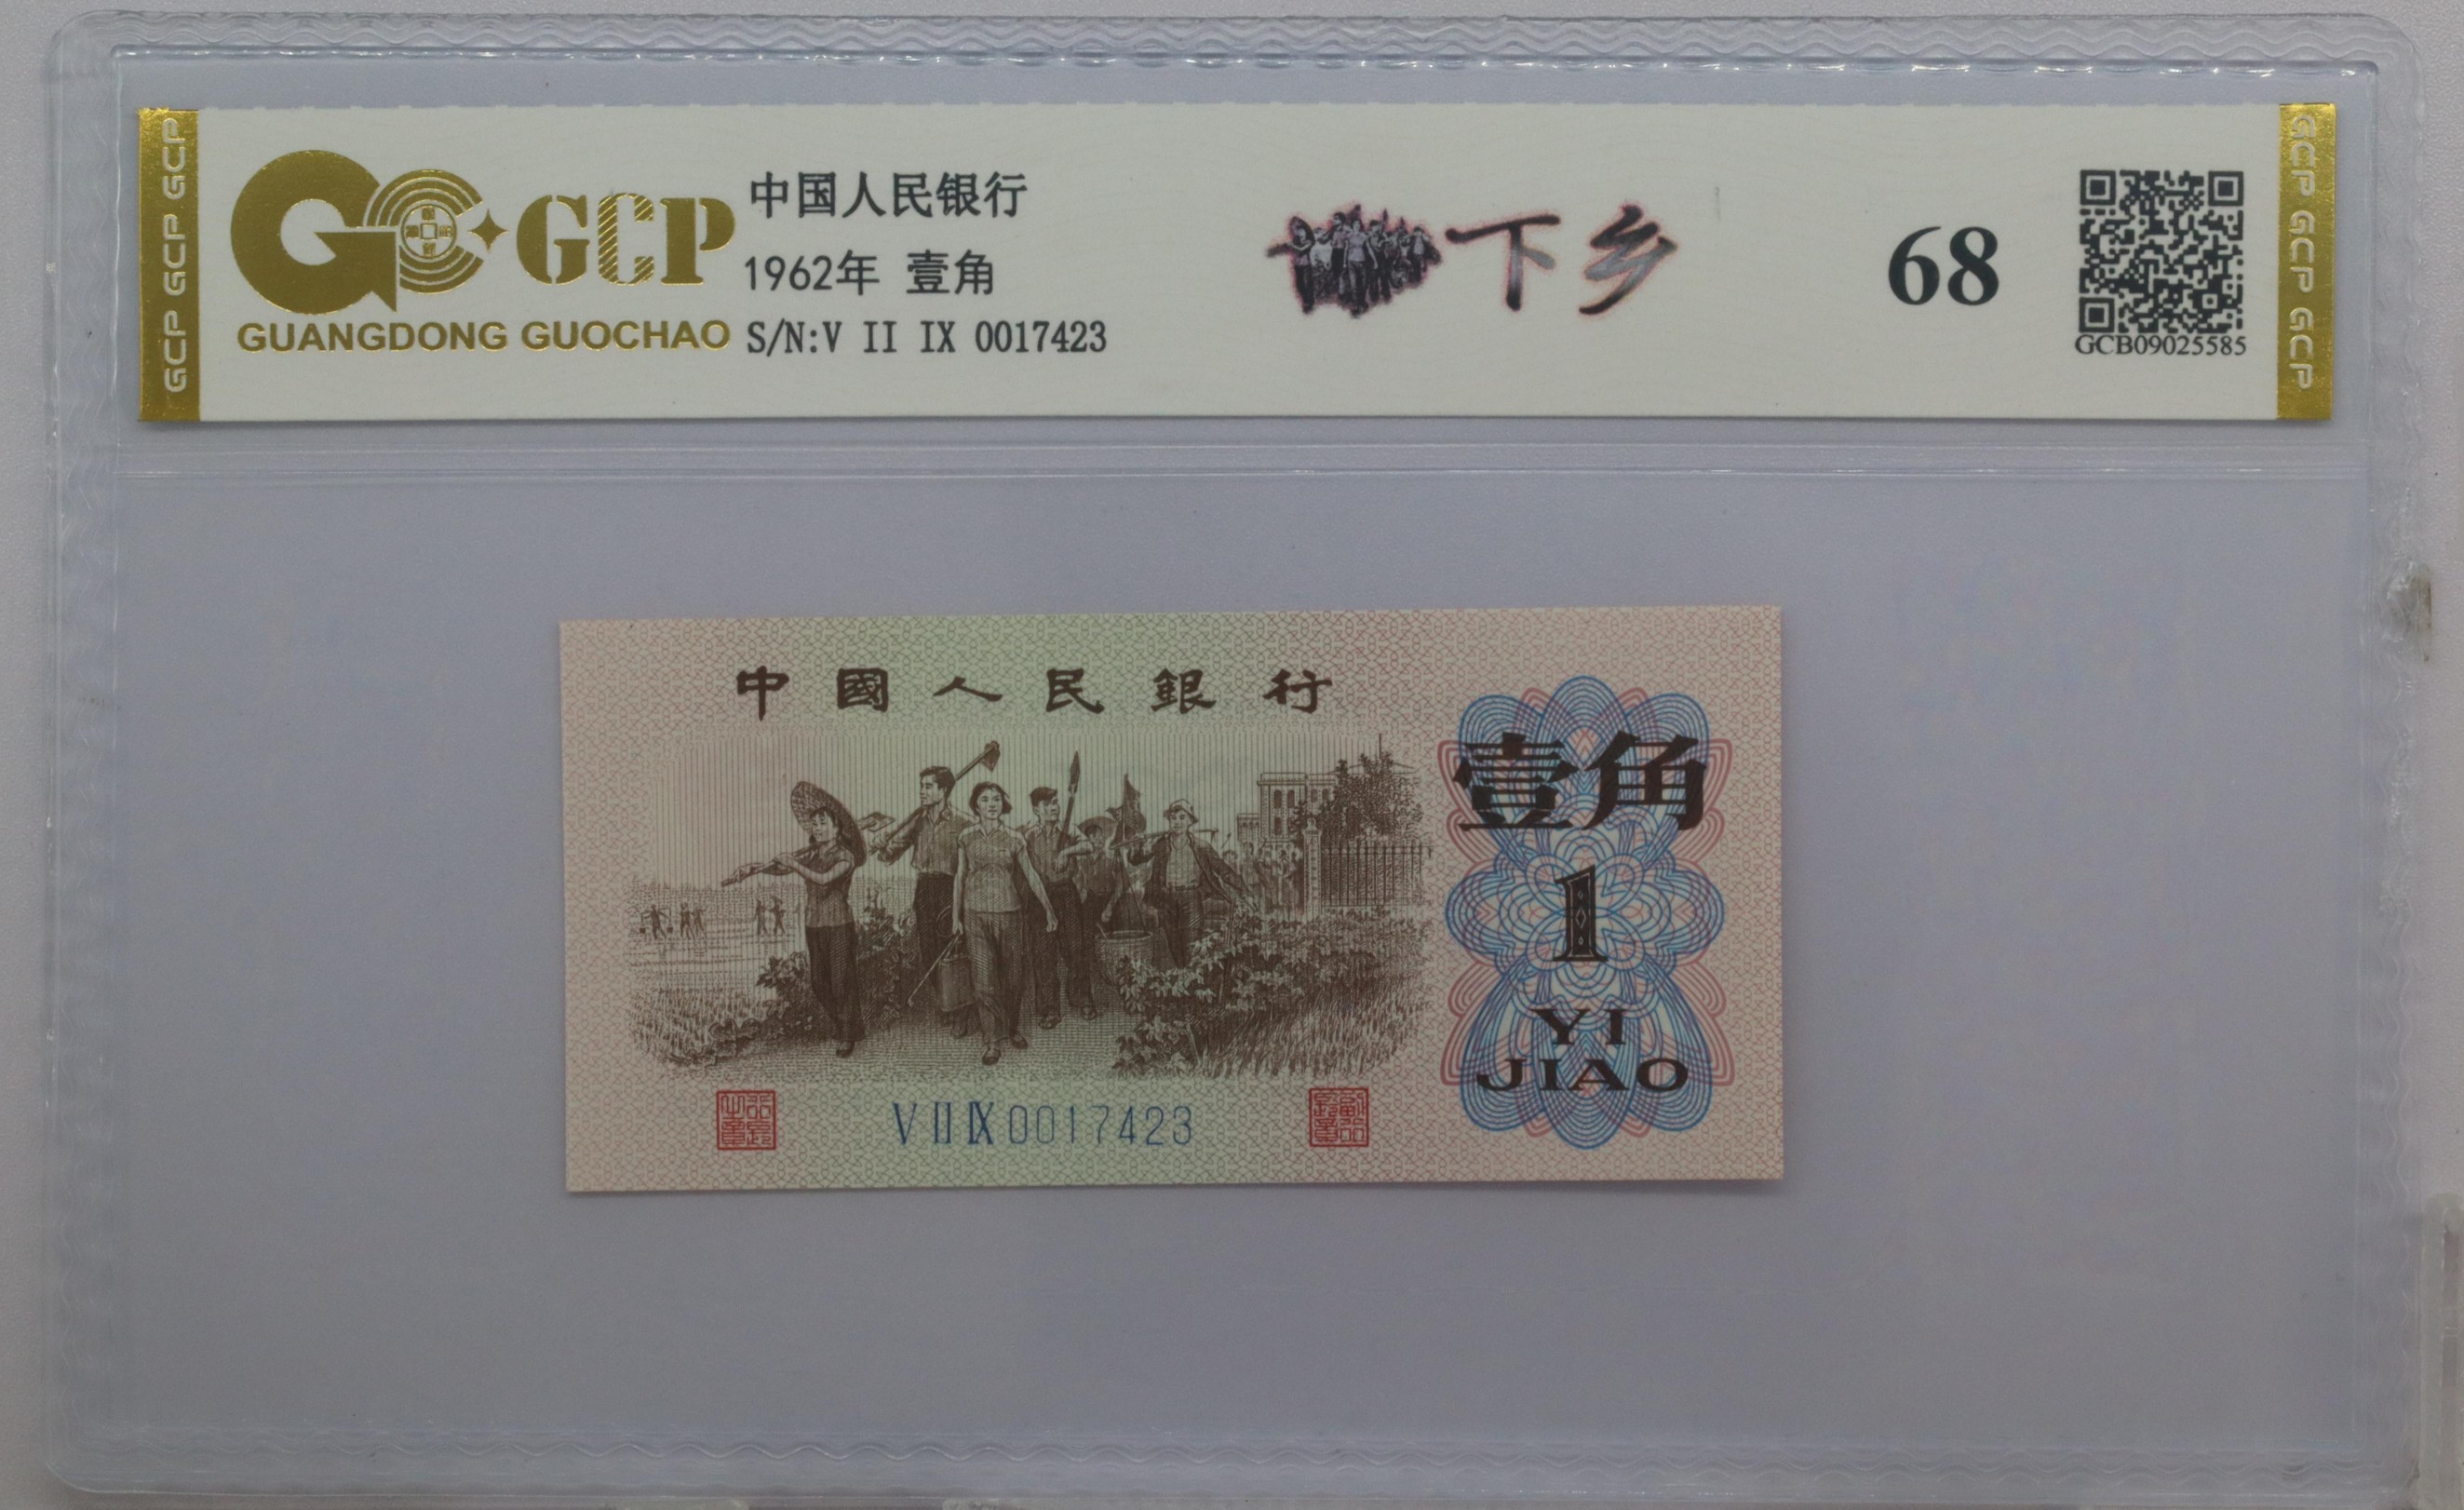 GCP GCP GCP
GCP
GUANGDONG GUOCHAO
中国人民银行
1962年 壹角
S/N:V II IX 0017423
下乡
68
GCB09025585
GCP GCP GCP
中國人民銀行
壹角
1
YI
JIAO
V II IX 0017423